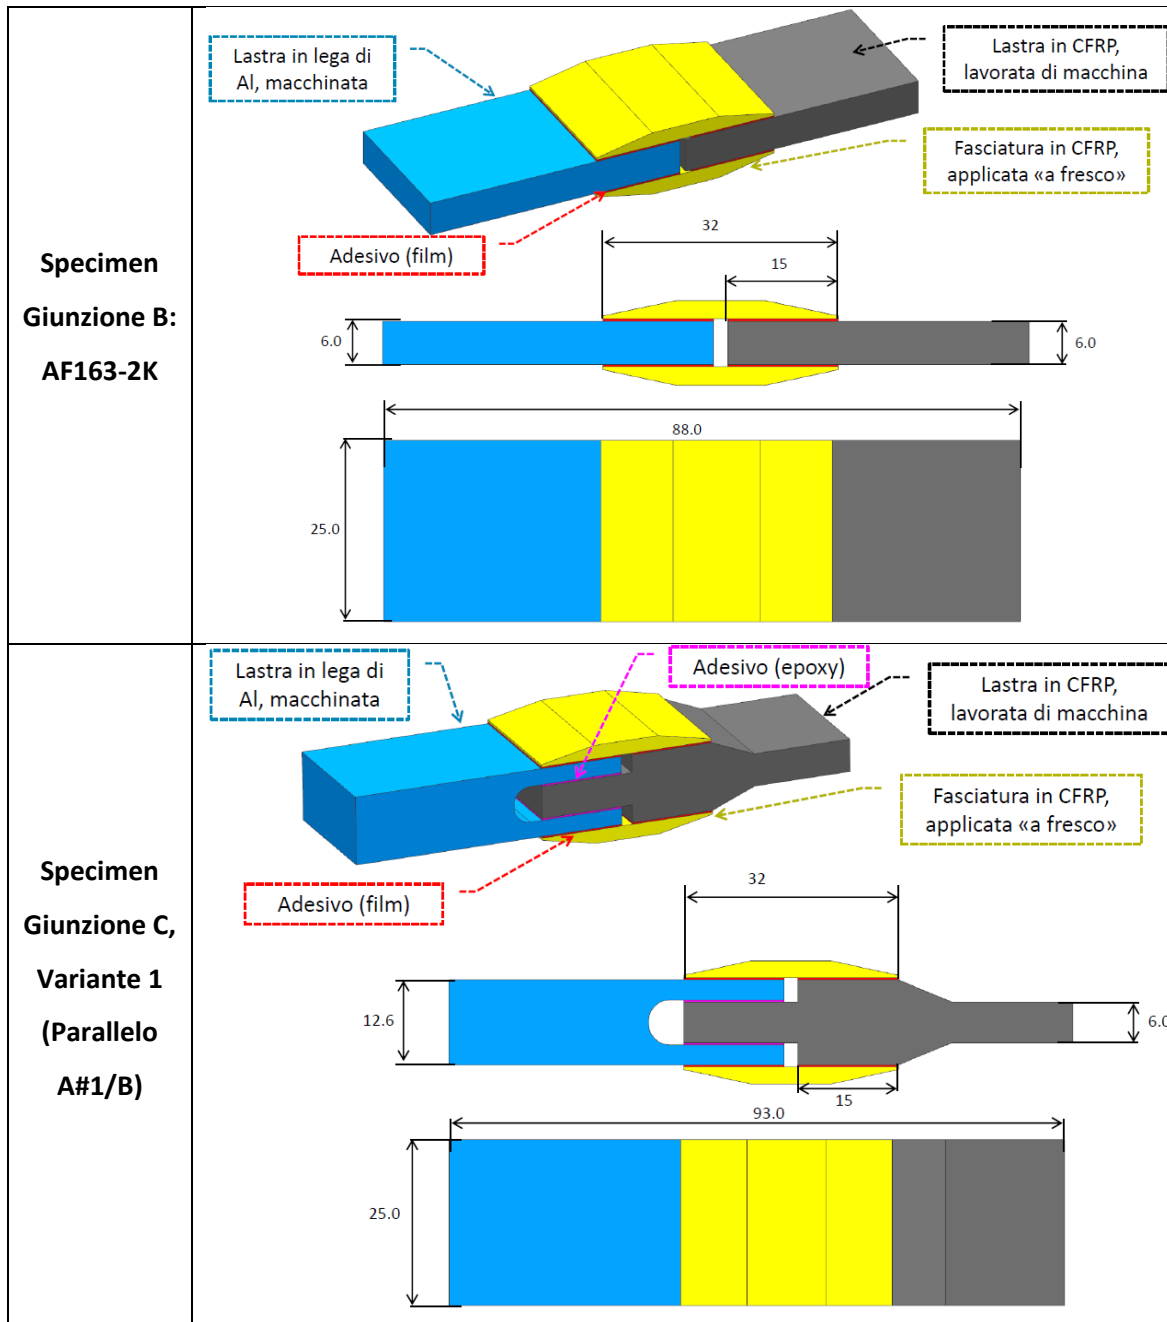 Specimen
Giunzione B:
AF163-2K
Lastra in lega di
Al, macchinata
Lastra in CFRP,
lavorata di macchina
Fasciatura in CFRP,
applicata «a fresco»
Adesivo (film)
32
15
6.0
6.0
88.0
25.0
Specimen
Giunzione C,
Variante 1
(Parallelo
A#1/B)
Lastra in lega di
Al, macchinata
Adesivo (epoxy)
Lastra in CFRP,
lavorata di macchina
Fasciatura in CFRP,
applicata «a fresco»
Adesivo (film)
32
12.6
6.0
15
93.0
25.0